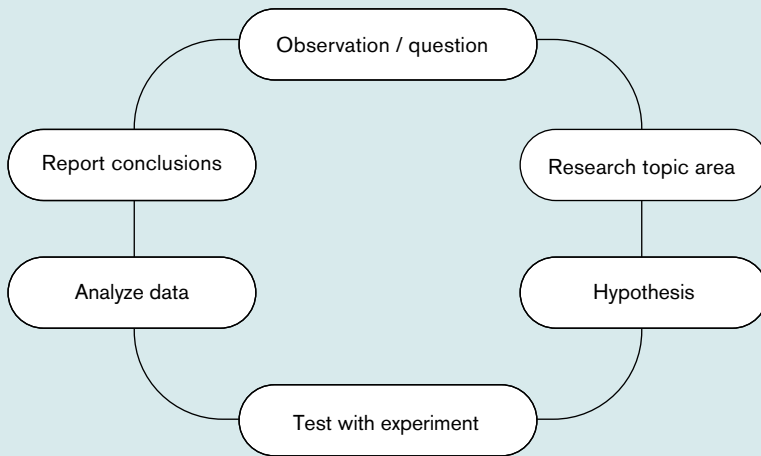 Observation / question
Report conclusions
Research topic area
Analyze data
Hypothesis
Test with experiment